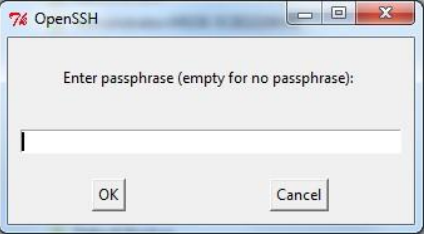 OpenSSH
Enter passphrase (empty for no passphrase):
OK
Cancel